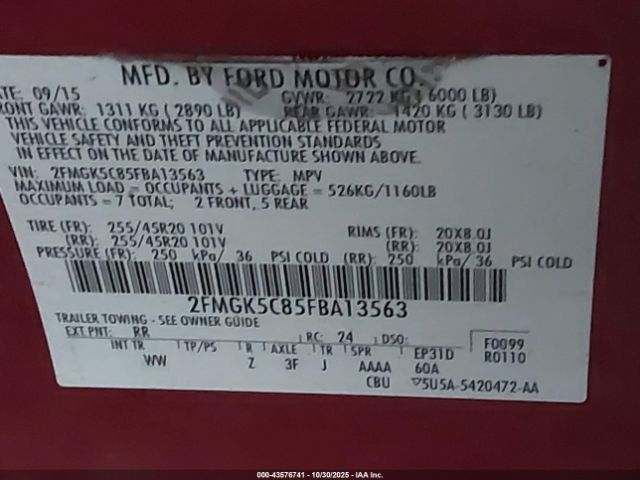 MFD. BY FORD MOTOR CO.
DATE: 09/15 GVWR: 2722 KG ( 6000 LB)
FRONT GAWR: 1311 KG ( 2890 LB) REAR GAWR: 1420 KG ( 3130 LB)
THIS VEHICLE CONFORMS TO ALL APPLICABLE FEDERAL MOTOR
VEHICLE SAFETY AND THEFT PREVENTION STANDARDS
IN EFFECT ON THE DATE OF MANUFACTURE SHOWN ABOVE.
VIN: 2FMGK5C85FBA13563 TYPE: MPV
MAXIMUM LOAD = OCCUPANTS + LUGGAGE = 526KG/1160LB
OCCUPANTS = 7 TOTAL; 2 FRONT, 5 REAR
TIRE (FR): 255/45R20 101V RIMS (FR): 20X8.0J
(RR): 255/45R20 101V (RR): 20X8.0J
PRESSURE (FR): 250 kPa/ 36 PSI COLD (RR): 250 kPa/ 36 PSI COLD
2FMGK5C85FBA13563
TRAILER TOWING - SEE OWNER GUIDE
EXT PNT: RR RC: 24 DSO: F0099
INT TR TP/PS R AXLE TR SPR EP31D R0110
WW Z 3F J AAAA 60A
CBU ▽5U5A-5420472-AA
000-43576741 - 10/30/2025 - IAA Inc.